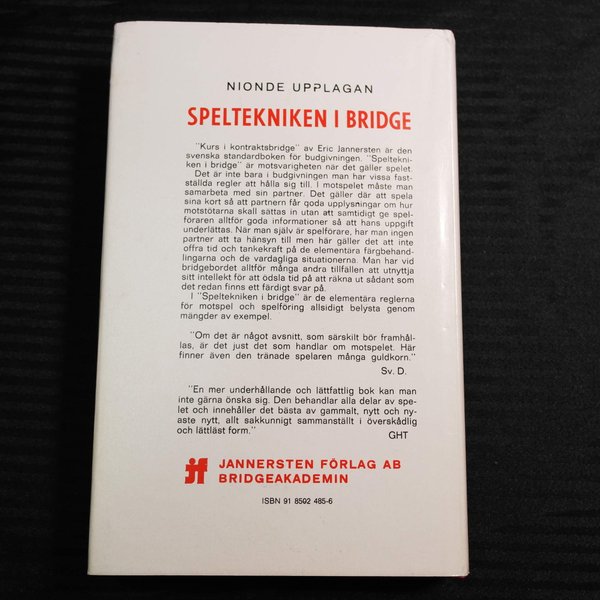 NIONDE UPPLAGAN
SPELTEKNIKEN I BRIDGE
"Kurs i kontraktsbridge" av Eric Jannersten är den
svenska standardboken för budgivningen. "Speltekni-
ken i bridge" är motsvarigheten när det gäller spelet.
Det är inte bara i budgivningen man har vissa fast-
ställda regler att hålla sig till. I motspelet måste man
samarbeta med sin partner. Det gäller där att spela
sina kort så att partnern får goda upplysningar om hur
motstötarna skall sättas in utan att samtidigt ge spel-
föraren alltför goda informationer så att hans uppgift
underlättas. När man själv är spelförare, har man ingen
partner att ta hänsyn till men här gäller det att inte
offra tid och tankekraft på de elementära färgbehand-
lingarna och de vardagliga situationerna. Man har vid
bridgebordet alltför många andra tillfällen att utnyttja
sitt intellekt för att ödsla tid på att räkna ut sådant som
det redan finns ett färdigt svar på.
I "Speltekniken i bridge" är de elementära reglerna
för motspel och spelföring allsidigt belysta genom
mängder av exempel.
"Om det är något avsnitt, som särskilt bör framhål-
las, är det just det som handlar om motspelet. Här
finner även den tränade spelaren många guldkorn."
Sv. D.
"En mer underhållande och lättfattlig bok kan man
inte gärna önska sig. Den behandlar alla delar av spe-
let och innehåller det bästa av gammalt, nytt och ny-
aste nytt, allt sakkunnigt sammanställt i överskådlig
och lättläst form."
GHT
jf JANNERSTEN FÖRLAG AB
BRIDGEAKADEMIN
ISBN 91 8502 485-6